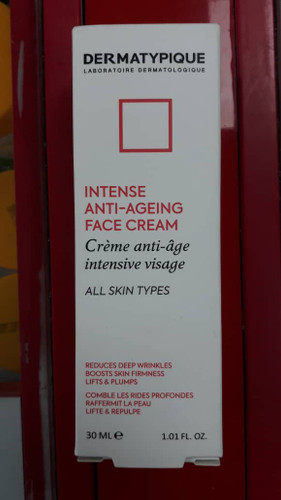 DERMATYPIQUE
LABORATOIRE DERMATOLOGIQUE
INTENSE
ANTI-AGEING
FACE CREAM
Crème anti-âge
intensive visage
ALL SKIN TYPES
REDUCES DEEP WRINKLES
BOOSTS SKIN FIRMNESS
LIFTS & PLUMPS
COMBLE LES RIDES PROFONDES
RAFFERMIT LA PEAU
LIFTE & REPULPE
30 ML ℮ 1.01 FL. OZ.